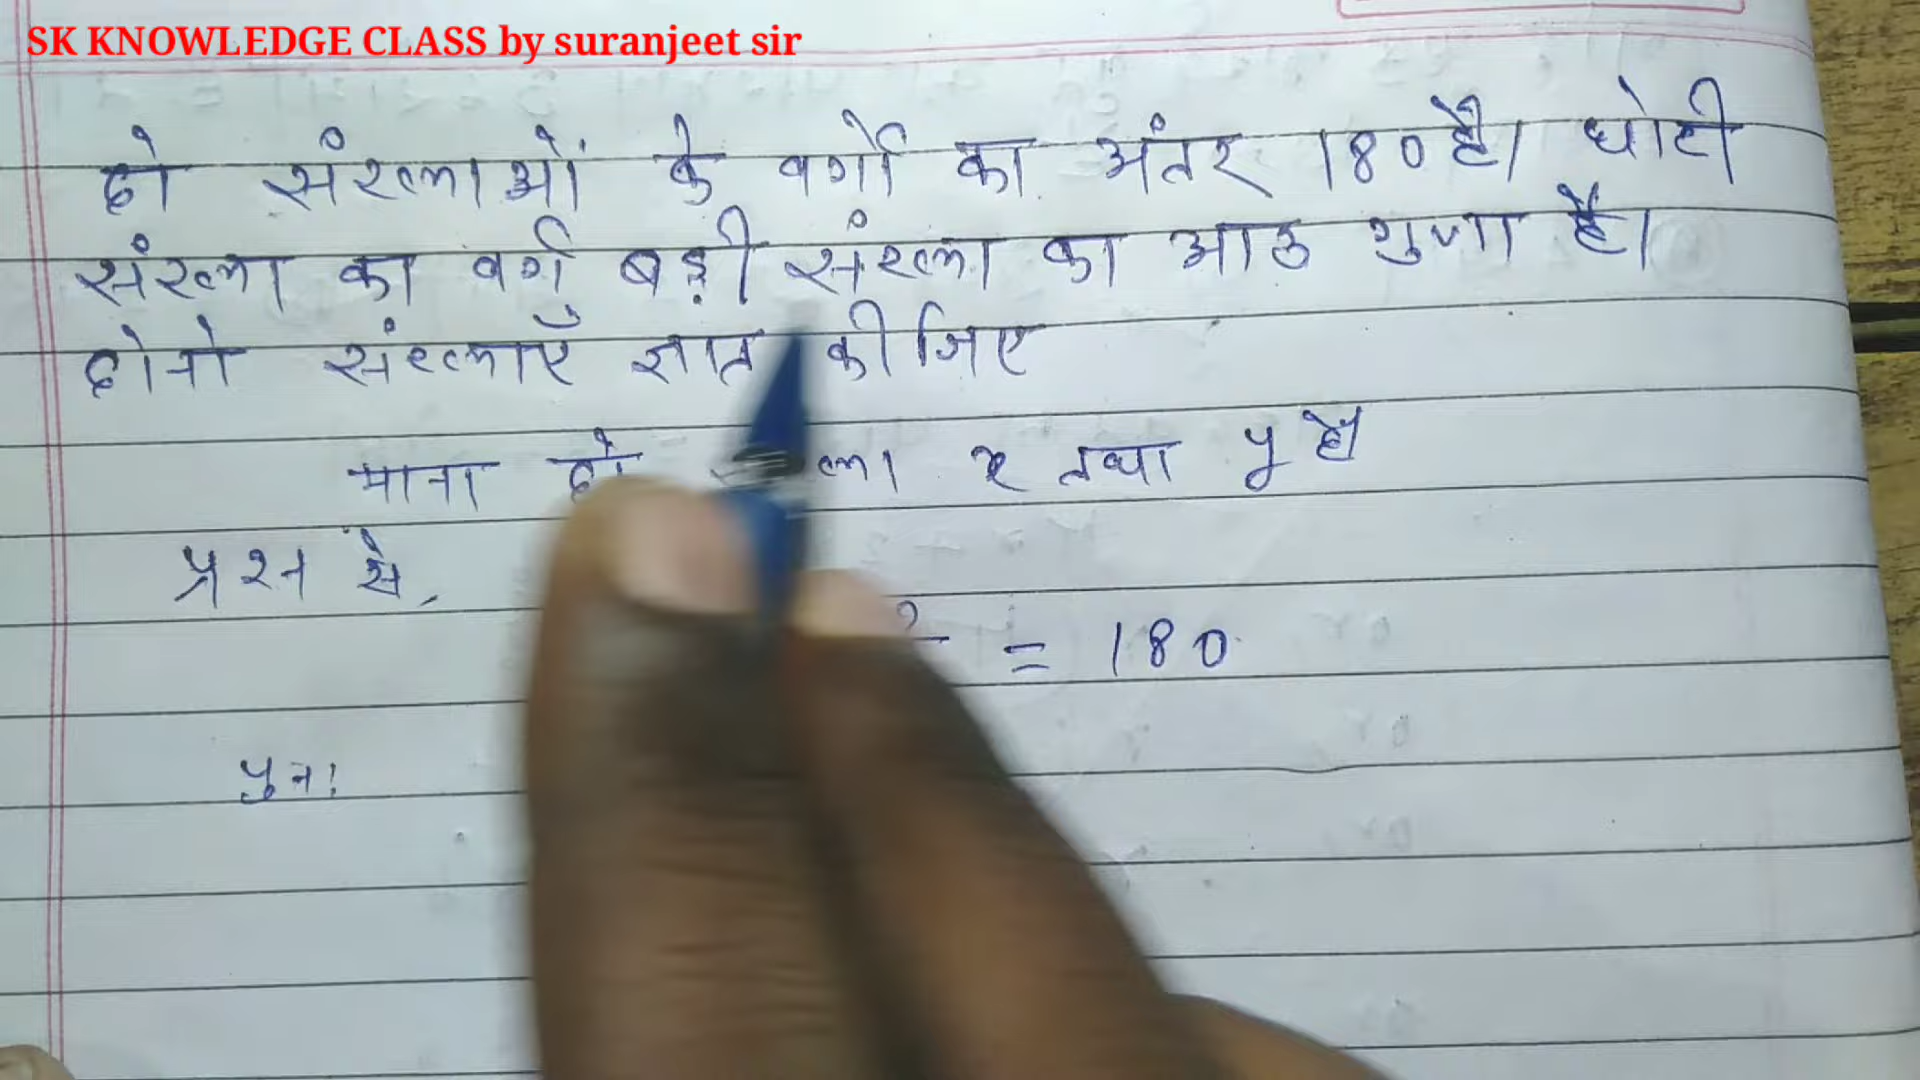 SK KNOWLEDGE CLASS by suranjeet sir
दो संख्याओं के वर्गो का अंतर 180 है। छोटी
संख्या का वर्ग बड़ी संख्या का आठ गुणा है।
दोनो संख्याएँ ज्ञात कीजिए
माना दो x तथा y है
प्रश्न से,
= 180
पुनः